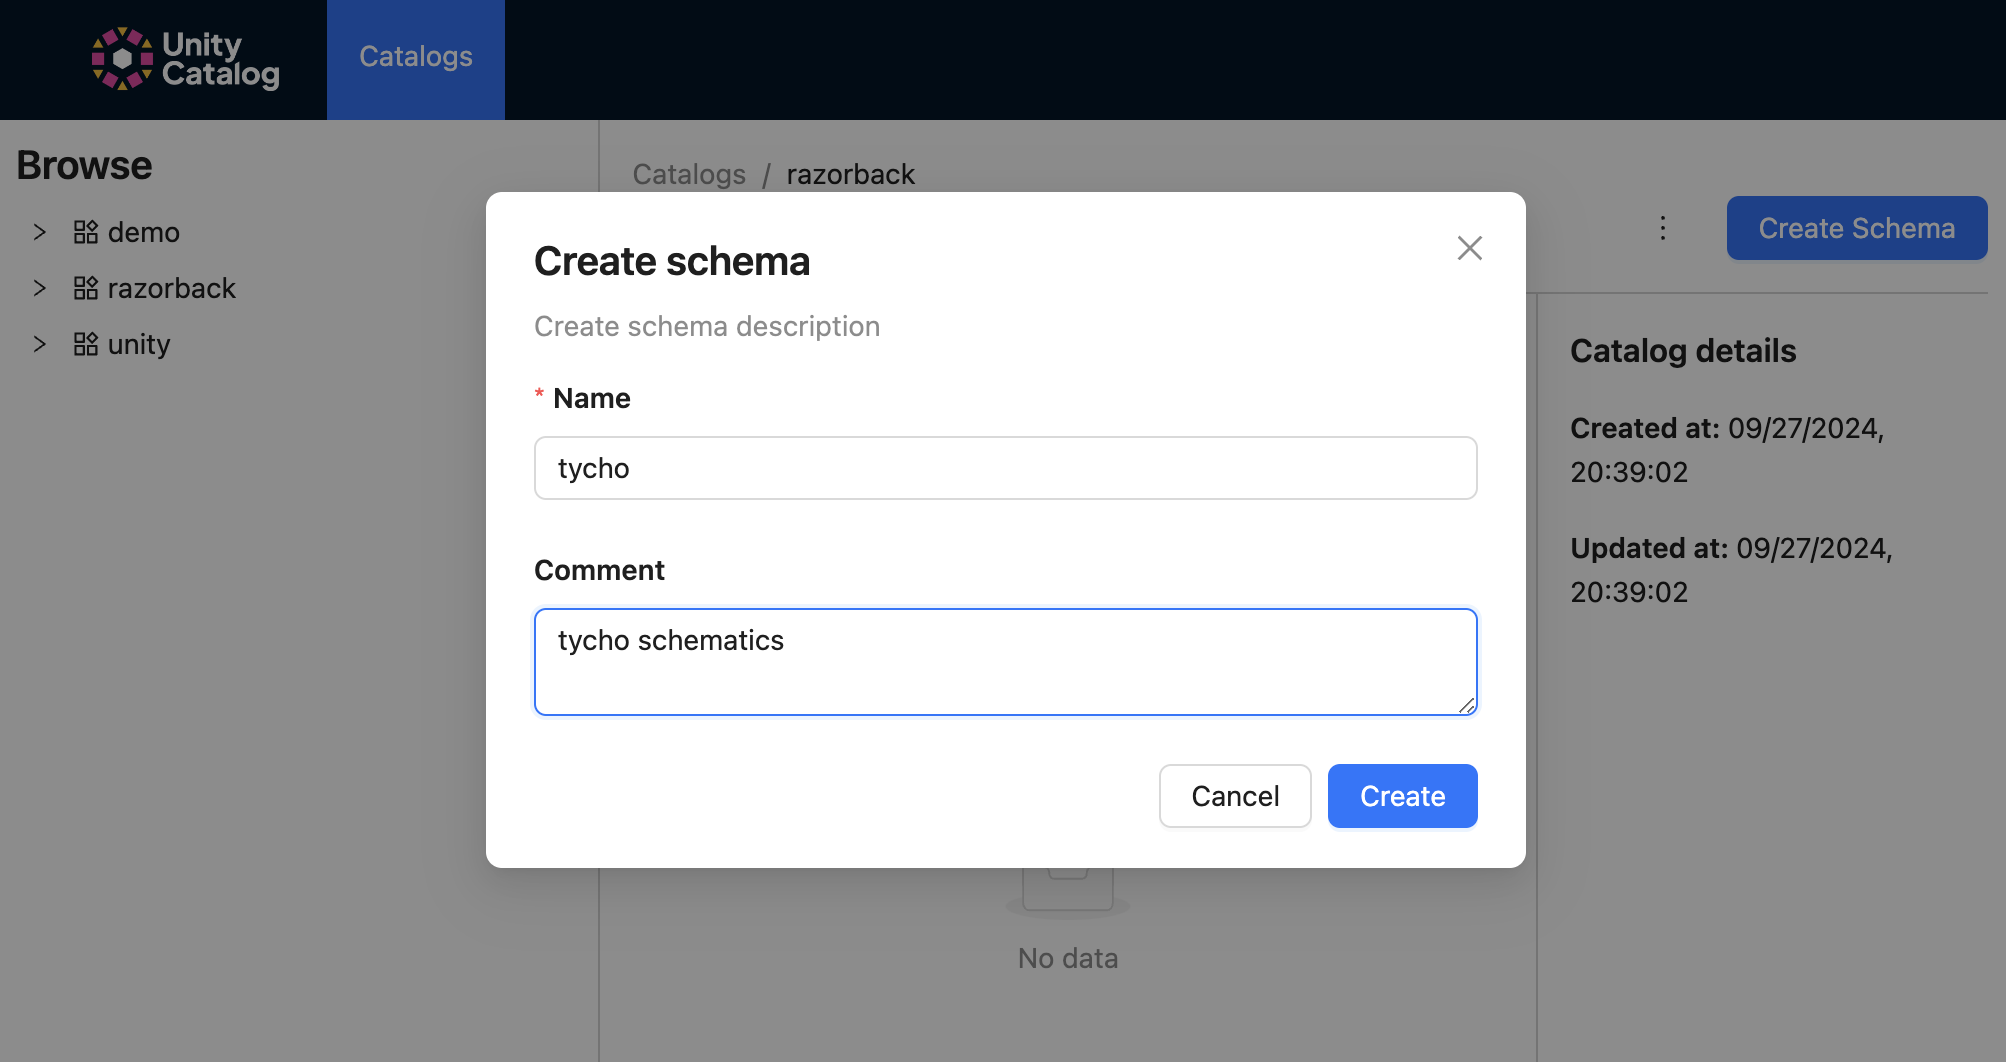 Unity
Catalog
Catalogs
Browse
demo
razorback
unity
Catalogs / razorback
Create Schema
Create schema
Create schema description
* Name
tycho
Comment
tycho schematics
Cancel
Create
No data
Catalog details
Created at: 09/27/2024,
20:39:02
Updated at: 09/27/2024,
20:39:02